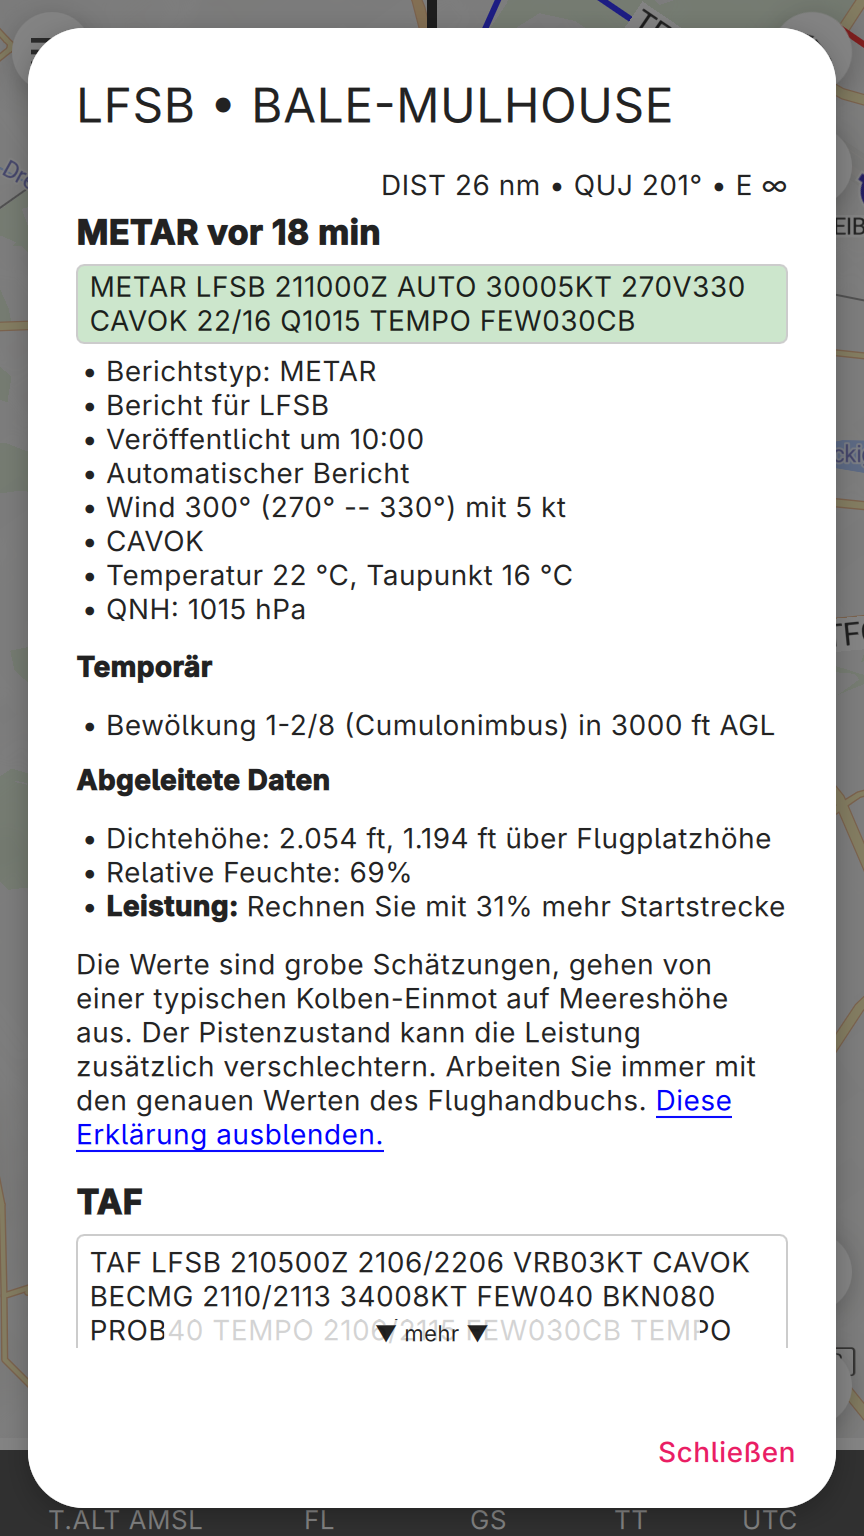 LFSB • BALE-MULHOUSE
DIST 26 nm • QUJ 201° • E ∞
METAR vor 18 min
METAR LFSB 211000Z AUTO 30005KT 270V330
CAVOK 22/16 Q1015 TEMPO FEW030CB
• Berichtstyp: METAR
• Bericht für LFSB
• Veröffentlicht um 10:00
• Automatischer Bericht
• Wind 300° (270° -- 330°) mit 5 kt
• CAVOK
• Temperatur 22 °C, Taupunkt 16 °C
• QNH: 1015 hPa
Temporär
• Bewölkung 1-2/8 (Cumulonimbus) in 3000 ft AGL
Abgeleitete Daten
• Dichtehöhe: 2.054 ft, 1.194 ft über Flugplatzhöhe
• Relative Feuchte: 69%
• Leistung: Rechnen Sie mit 31% mehr Startstrecke
Die Werte sind grobe Schätzungen, gehen von
einer typischen Kolben-Einmot auf Meereshöhe
aus. Der Pistenzustand kann die Leistung
zusätzlich verschlechtern. Arbeiten Sie immer mit
den genauen Werten des Flughandbuchs. Diese
Erklärung ausblenden.
TAF
TAF LFSB 210500Z 2106/2206 VRB03KT CAVOK
BECMG 2110/2113 34008KT FEW040 BKN080
PROB40 TEMPO 2106/2115 FEW030CB TEMPO
▼ mehr ▼
Schließen
T.ALT AMSL FL GS TT UTC